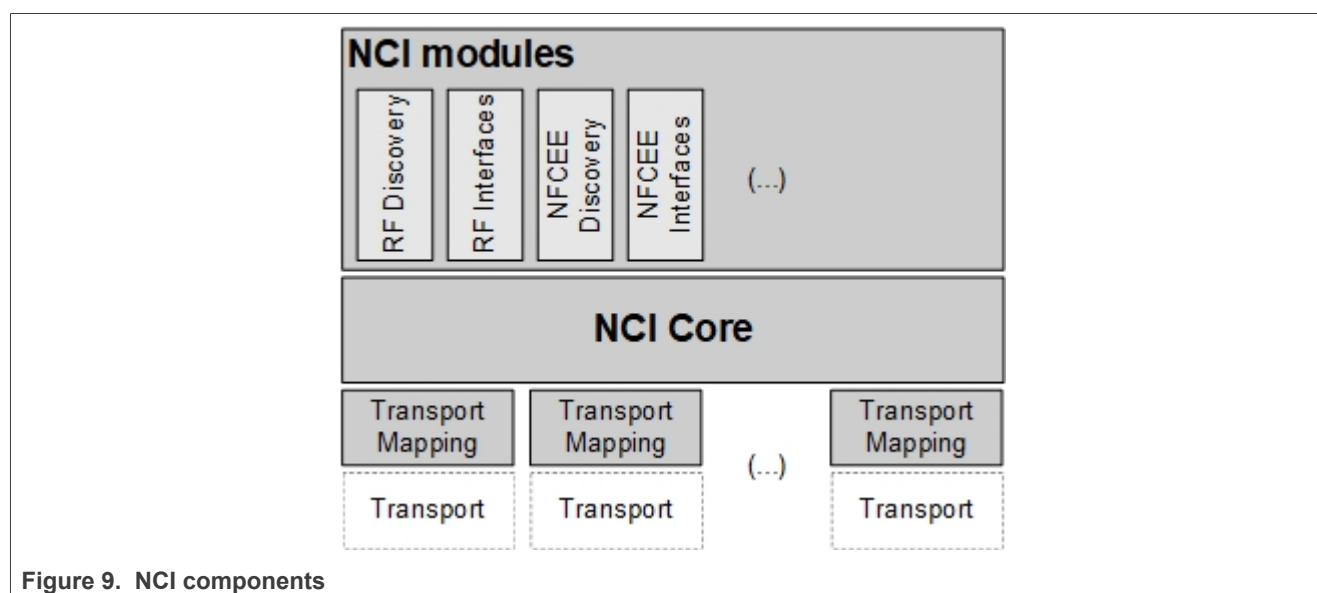 NCI modules
RF Discovery
RF Interfaces
NFCEE
Discovery
NFCEE
Interfaces
(...)
NCI Core
Transport
Mapping
Transport
Mapping
(...)
Transport
Mapping
Transport
Transport
Transport
Figure 9. NCI components